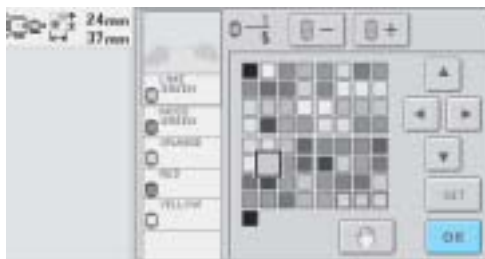 24mm
37mm
1
5
LIME
GREEN
MOSS
GREEN
ORANGE
RED
YELLOW
SET
OK